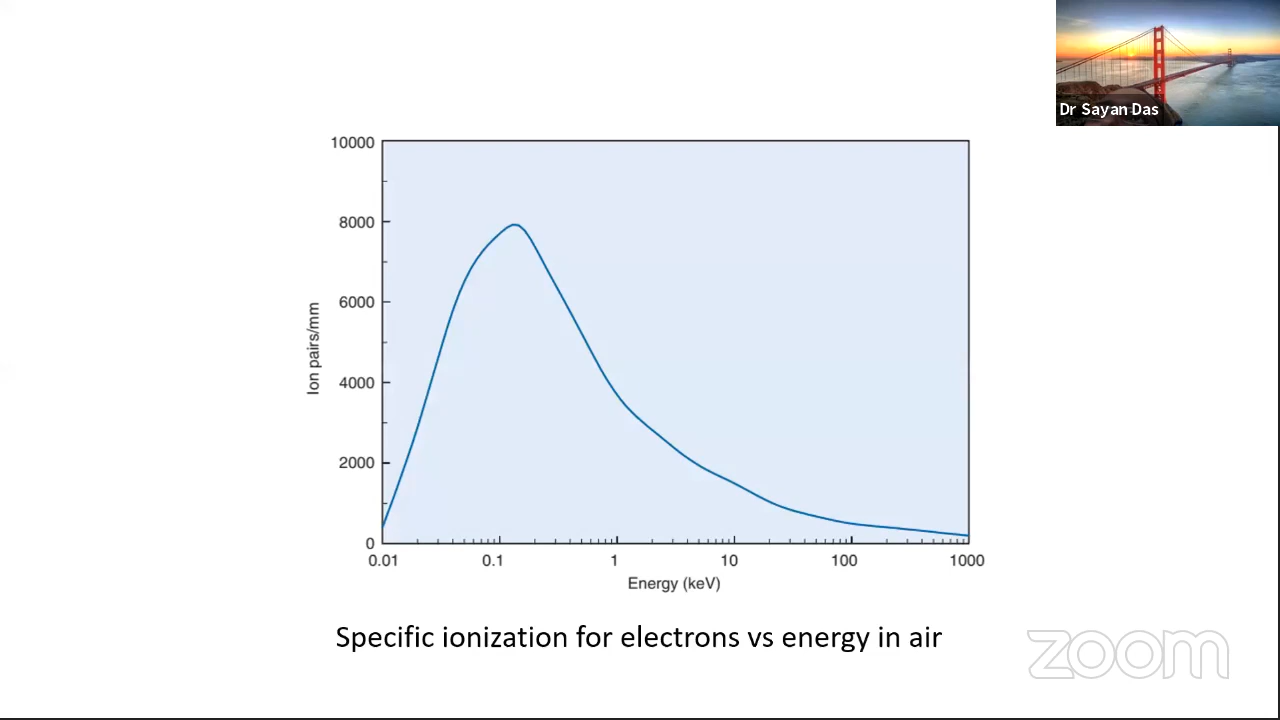 Dr Sayan Das
10000
8000
6000
4000
2000
0
Ion pairs/mm
0.01 0.1 1 10 100 1000
Energy (keV)
Specific ionization for electrons vs energy in air
zoom